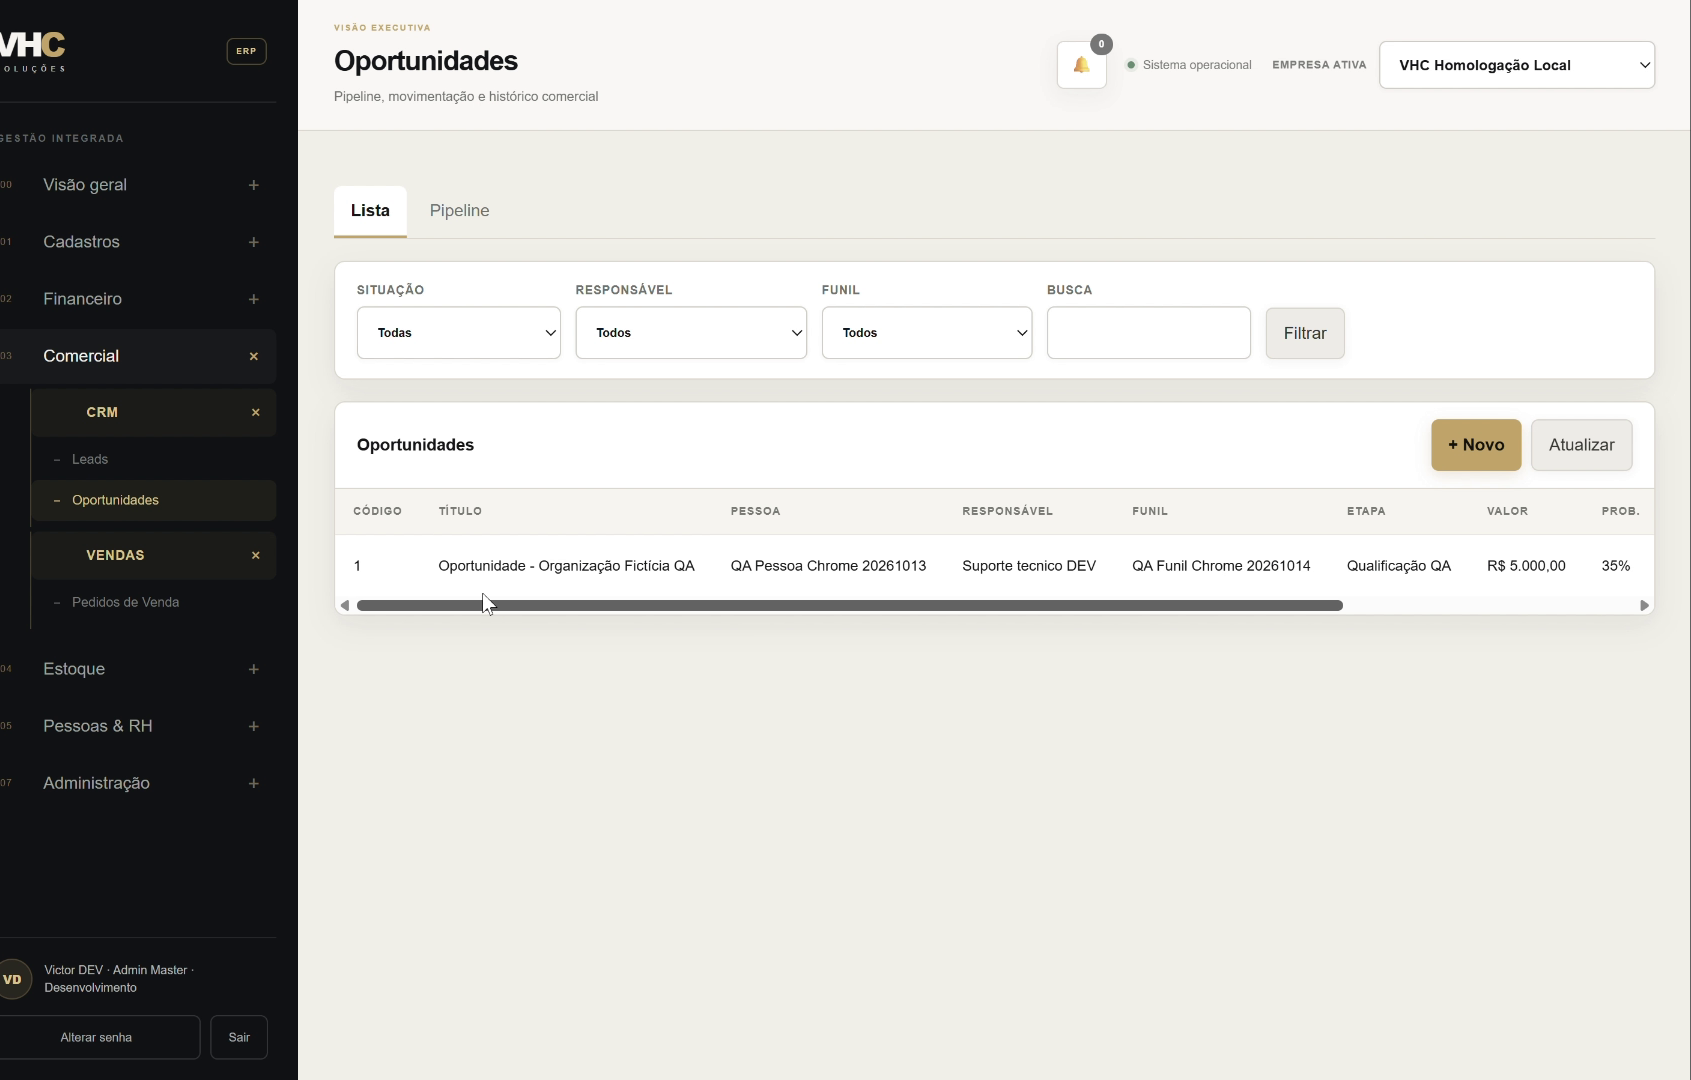 VHC
OLUÇÕES
ERP
GESTÃO INTEGRADA
00 Visão geral +
01 Cadastros +
02 Financeiro +
03 Comercial ×
CRM ×
– Leads
– Oportunidades
VENDAS ×
– Pedidos de Venda
04 Estoque +
05 Pessoas & RH +
07 Administração +
VD
Victor DEV · Admin Master ·
Desenvolvimento
Alterar senha
Sair
VISÃO EXECUTIVA
Oportunidades
Pipeline, movimentação e histórico comercial
0
Sistema operacional
EMPRESA ATIVA
VHC Homologação Local
Lista
Pipeline
SITUAÇÃO RESPONSÁVEL FUNIL BUSCA
Todas Todos Todos Filtrar
Oportunidades
+ Novo
Atualizar
CÓDIGO TÍTULO PESSOA RESPONSÁVEL FUNIL ETAPA VALOR PROB.
1 Oportunidade - Organização Fictícia QA QA Pessoa Chrome 20261013 Suporte tecnico DEV QA Funil Chrome 20261014 Qualificação QA R$ 5.000,00 35%